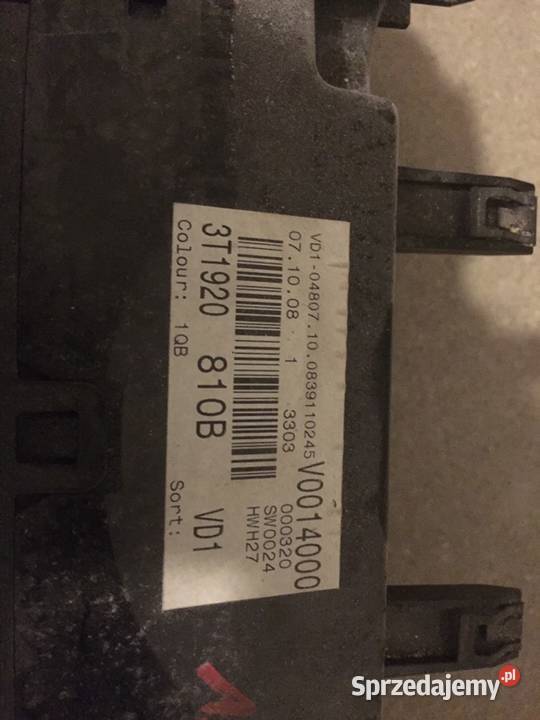 VD1-04807.10.0839110245
07.10.08 1 3303
V0014000
000320
SW0024
HWH27
3T1920 810B VD1
Colour: 1QB Sort:
Sprzedajemy.pl